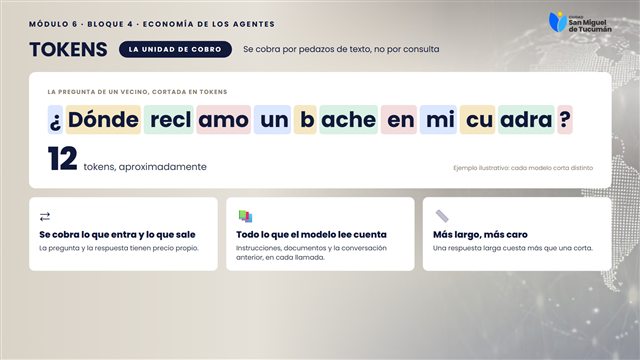 MÓDULO 6 • BLOQUE 4 • ECONOMÍA DE LOS AGENTES
CIUDAD
San Miguel
de Tucumán
TOKENS
LA UNIDAD DE COBRO
Se cobra por pedazos de texto, no por consulta
LA PREGUNTA DE UN VECINO, CORTADA EN TOKENS
¿ Dónde recl amo un b ache en mi cu adra ?
12 tokens, aproximadamente
Ejemplo ilustrativo: cada modelo corta distinto
Se cobra lo que entra y lo que sale
La pregunta y la respuesta tienen precio propio.
Todo lo que el modelo lee cuenta
Instrucciones, documentos y la conversación
anterior, en cada llamada.
Más largo, más caro
Una respuesta larga cuesta más que una corta.